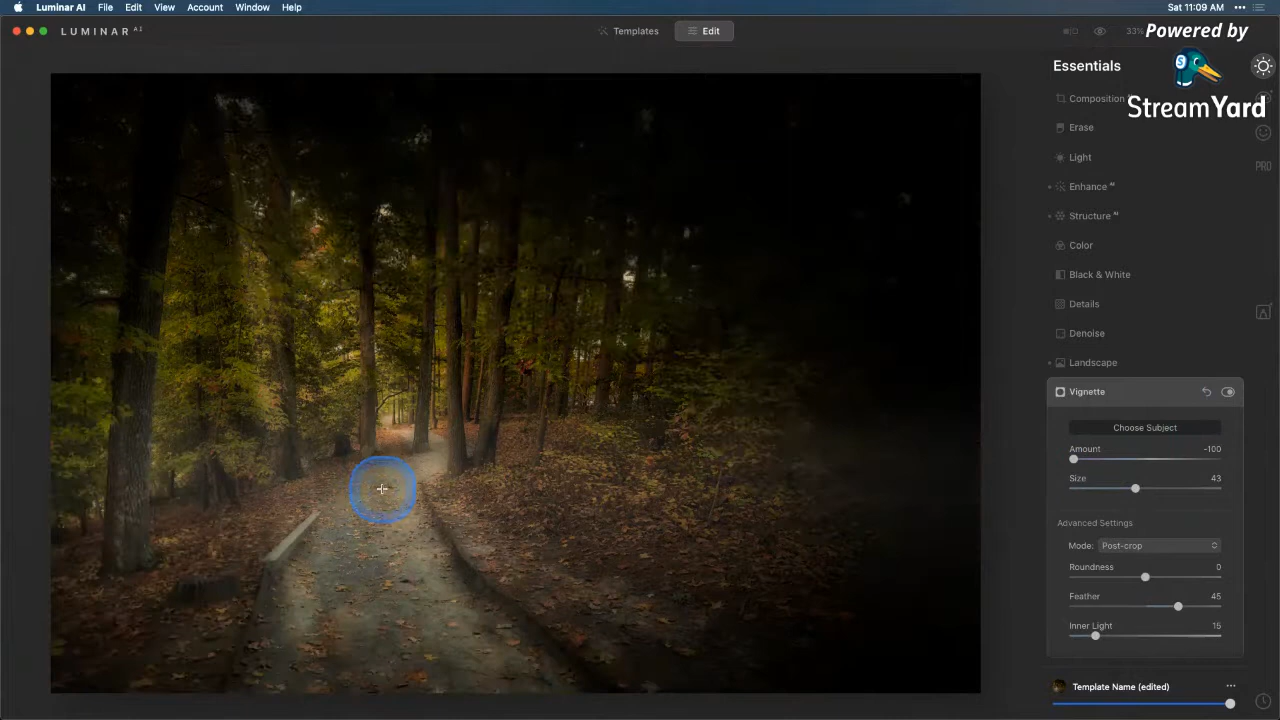 Luminar AI File Edit View Account Window Help
Sat 11:09 AM
LUMINAR AI
Templates
Edit
33%
Powered by
StreamYard
Essentials
Composition
Erase
Light
Enhance AI
Structure AI
Color
Black & White
Details
Denoise
Landscape
PRO
Vignette
Choose Subject
Amount -100
Size 43
Advanced Settings
Mode: Post-crop
Roundness 0
Feather 45
Inner Light 15
Template Name (edited)